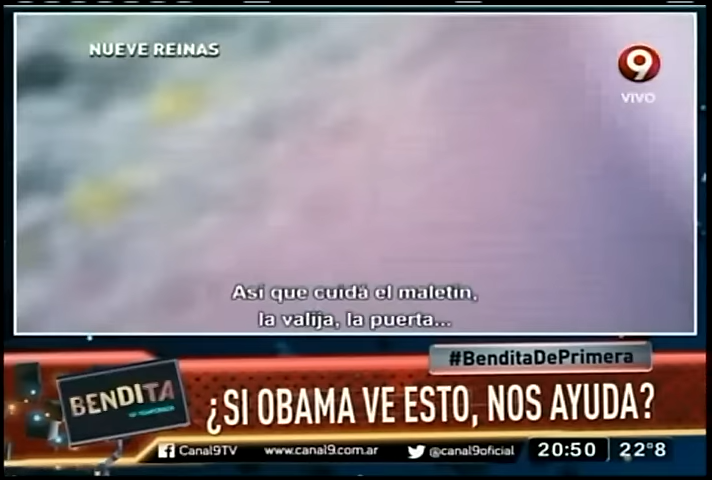 NUEVE REINAS
9
VIVO
Así que cuidá el maletín,
la valija, la puerta...
#BenditaDePrimera
BENDITA
¿SI OBAMA VE ESTO, NOS AYUDA?
Canal9TV www.canal9.com.ar @canal9oficial 20:50 22°8